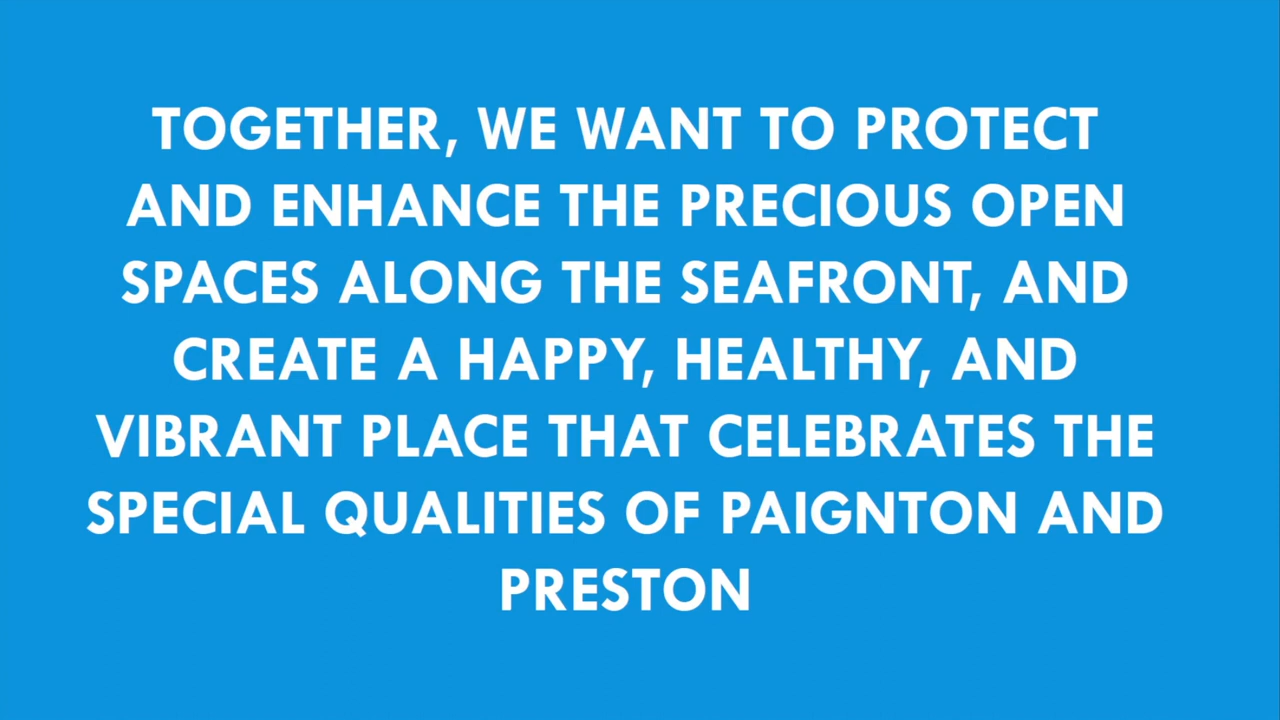 TOGETHER, WE WANT TO PROTECT
AND ENHANCE THE PRECIOUS OPEN
SPACES ALONG THE SEAFRONT, AND
CREATE A HAPPY, HEALTHY, AND
VIBRANT PLACE THAT CELEBRATES THE
SPECIAL QUALITIES OF PAIGNTON AND
PRESTON